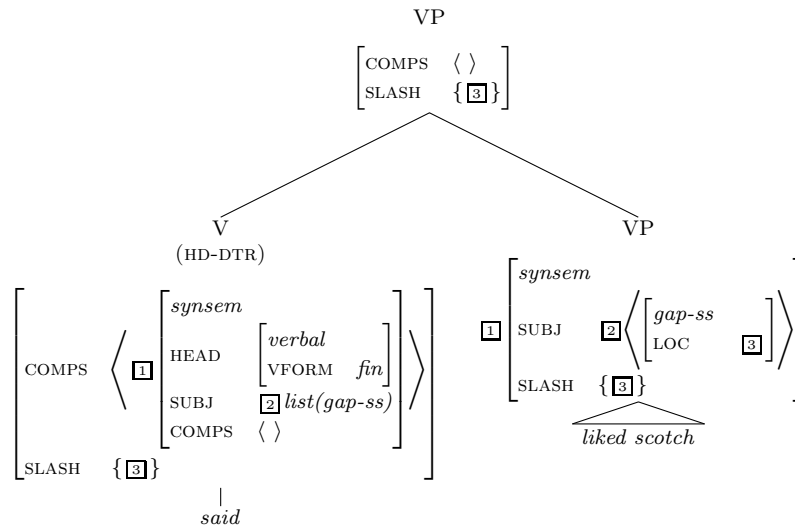 VP
COMPS ⟨ ⟩
SLASH { 3 }
V
(HD-DTR)
VP
COMPS ⟨ 1 synsem
HEAD verbal
VFORM fin
SUBJ 2 list(gap-ss)
COMPS ⟨ ⟩ ⟩
SLASH { 3 }
said
1 synsem
SUBJ 2 ⟨ gap-ss
LOC 3 ⟩
SLASH { 3 }
liked scotch